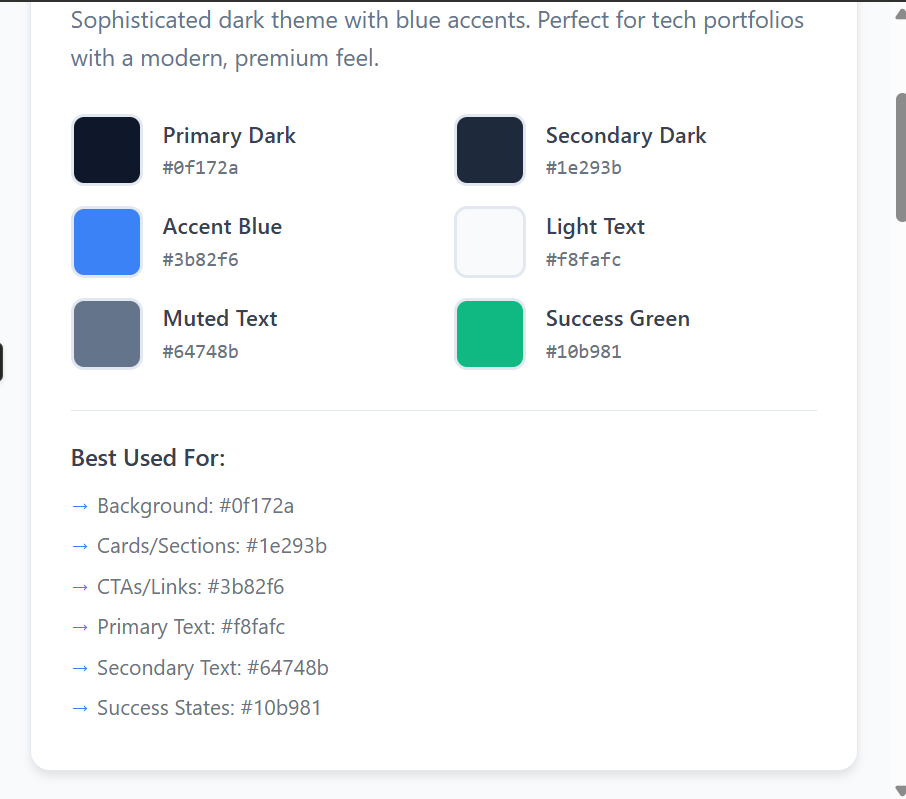 Sophisticated dark theme with blue accents. Perfect for tech portfolios
with a modern, premium feel.
Primary Dark
#0f172a
Secondary Dark
#1e293b
Accent Blue
#3b82f6
Light Text
#f8fafc
Muted Text
#64748b
Success Green
#10b981
Best Used For:
→ Background: #0f172a
→ Cards/Sections: #1e293b
→ CTAs/Links: #3b82f6
→ Primary Text: #f8fafc
→ Secondary Text: #64748b
→ Success States: #10b981